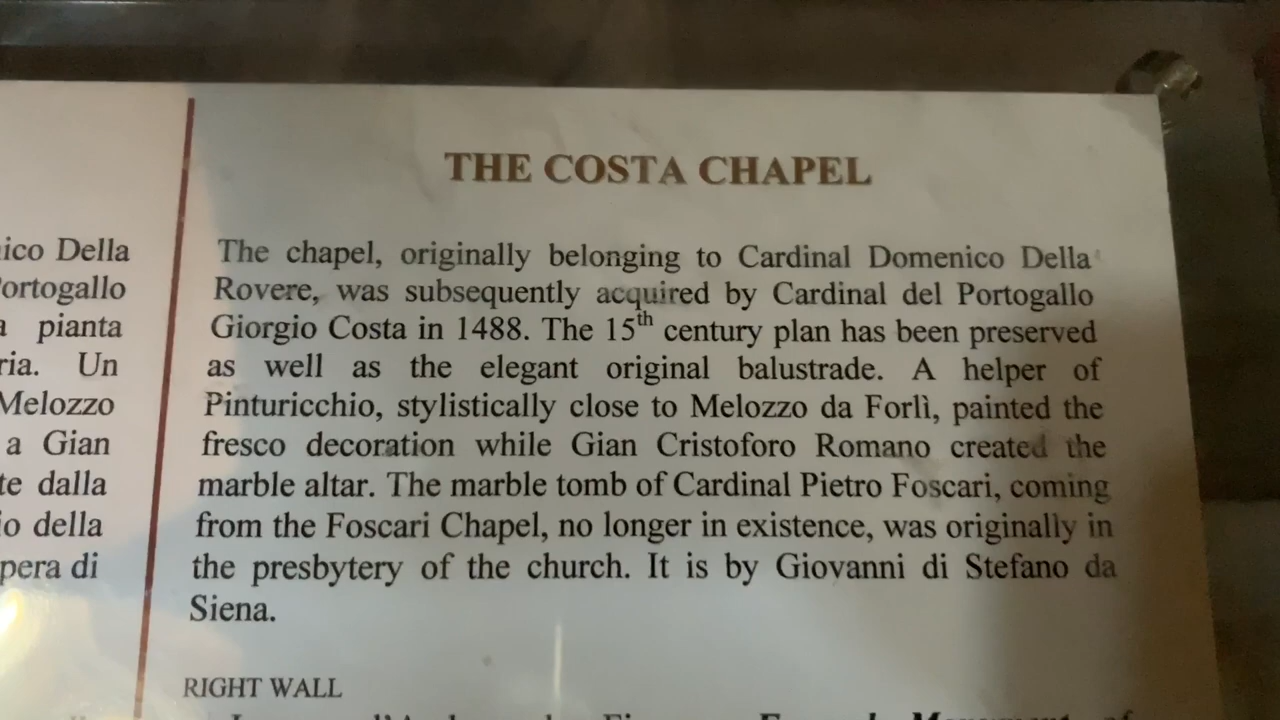 THE COSTA CHAPEL
ico Della
ortogallo
a pianta
ria. Un
Melozzo
a Gian
te dalla
io della
pera di
The chapel, originally belonging to Cardinal Domenico Della
Rovere, was subsequently acquired by Cardinal del Portogallo
Giorgio Costa in 1488. The 15th century plan has been preserved
as well as the elegant original balustrade. A helper of
Pinturicchio, stylistically close to Melozzo da Forlì, painted the
fresco decoration while Gian Cristoforo Romano created the
marble altar. The marble tomb of Cardinal Pietro Foscari, coming
from the Foscari Chapel, no longer in existence, was originally in
the presbytery of the church. It is by Giovanni di Stefano da
Siena.
RIGHT WALL